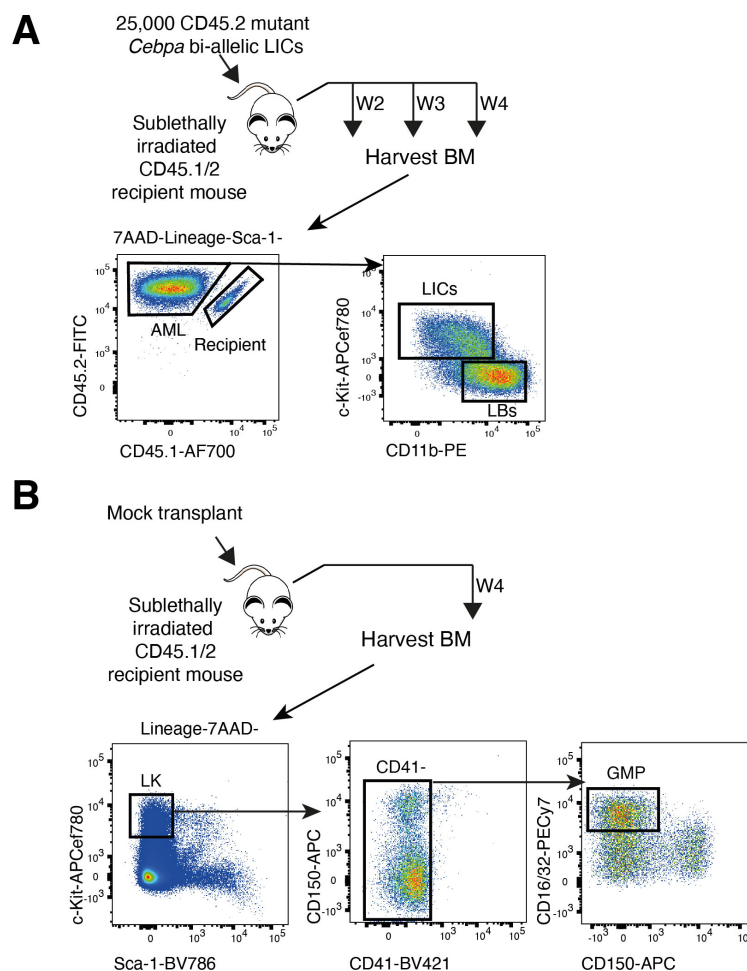 A
25,000 CD45.2 mutant
Cebpa bi-allelic LICs
W2
W3
W4
Sublethally
irradiated
CD45.1/2
recipient mouse
Harvest BM
7AAD-Lineage-Sca-1-
10^5
10^4
10^3
0
CD45.2-FITC
AML
Recipient
0
10^4
10^5
CD45.1-AF700
10^4
10^3
0
-10^3
c-Kit-APCef780
LICs
LBs
0
10^4
10^5
CD11b-PE
B
Mock transplant
W4
Sublethally
irradiated
CD45.1/2
recipient mouse
Harvest BM
Lineage-7AAD-
10^5
10^4
10^3
0
-10^3
c-Kit-APCef780
LK
0
10^3
10^4
10^5
Sca-1-BV786
10^5
10^4
10^3
0
-10^3
CD150-APC
CD41-
0
10^3
10^4
10^5
CD41-BV421
10^5
10^4
10^3
0
-10^3
CD16/32-PECy7
GMP
-10^3
0
10^3
10^4
CD150-APC